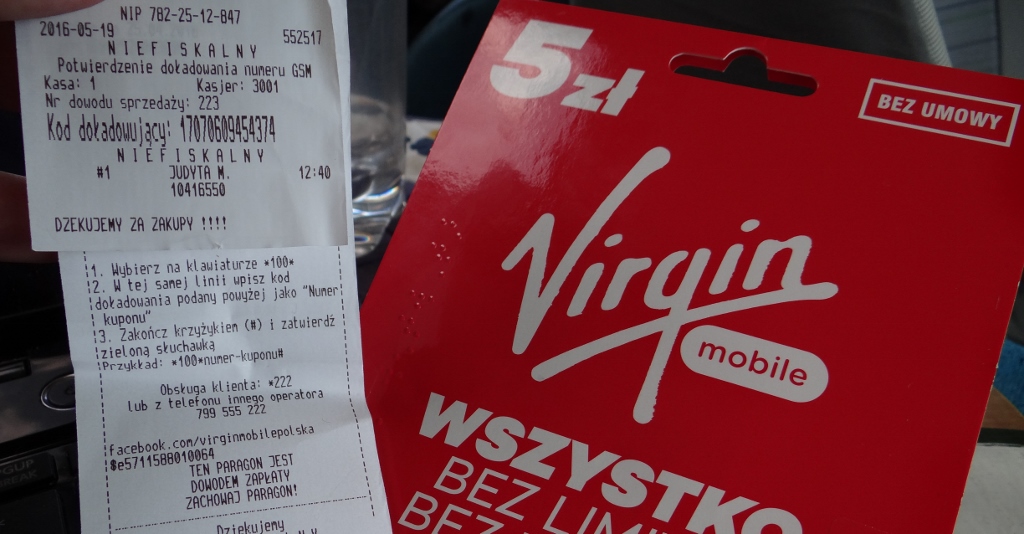 NIP 782-25-12-847
2016-05-19 552517
NIEFISKALNY
Potwierdzenie doładowania numeru GSM
Kasa: 1 Kasjer: 3001
Nr dowodu sprzedaży: 223
Kod doładowujący: 17070609454374
NIEFISKALNY
#1 JUDYTA M. 12:40
10416550
DZEKUJEMY ZA ZAKUPY !!!!
1. Wybierz na klawiaturze *100*
2. W tej samej linii wpisz kod
doładowania podany powyżej jako "Numer
kuponu"
3. Zakończ krzyżykiem (#) i zatwierdź
zieloną słuchawką
Przykład: *100*numer-kuponu#
Obsługa klienta: *222
lub z telefonu innego operatora
799 555 222
facebook.com/virginmobilepolska
$e5711588010064
TEN PARAGON JEST
DOWODEM ZAPŁATY
ZACHOWAJ PARAGON!
Dziękujemy
5zł
BEZ UMOWY
Virgin
mobile
WSZYSTKO
BEZ
BEZ